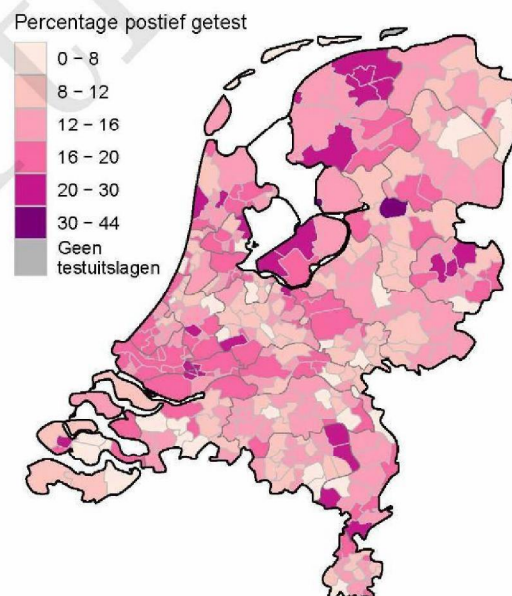 Percentage postief getest
0 – 8
8 – 12
12 – 16
16 – 20
20 – 30
30 – 44
Geen
testuitslagen